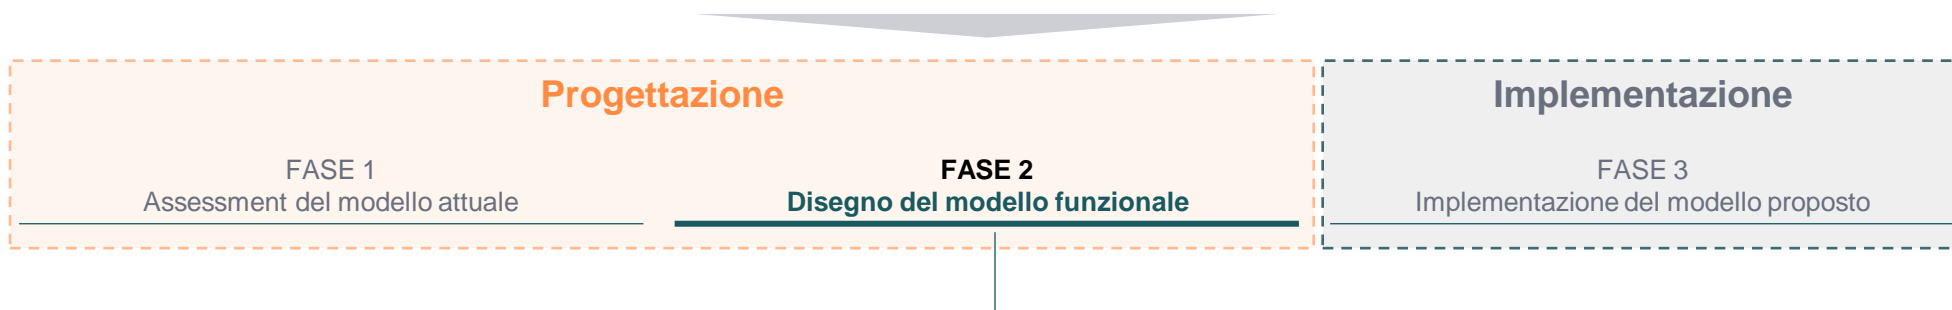 Progettazione
Implementazione
FASE 1
Assessment del modello attuale
FASE 2
Disegno del modello funzionale
FASE 3
Implementazione del modello proposto